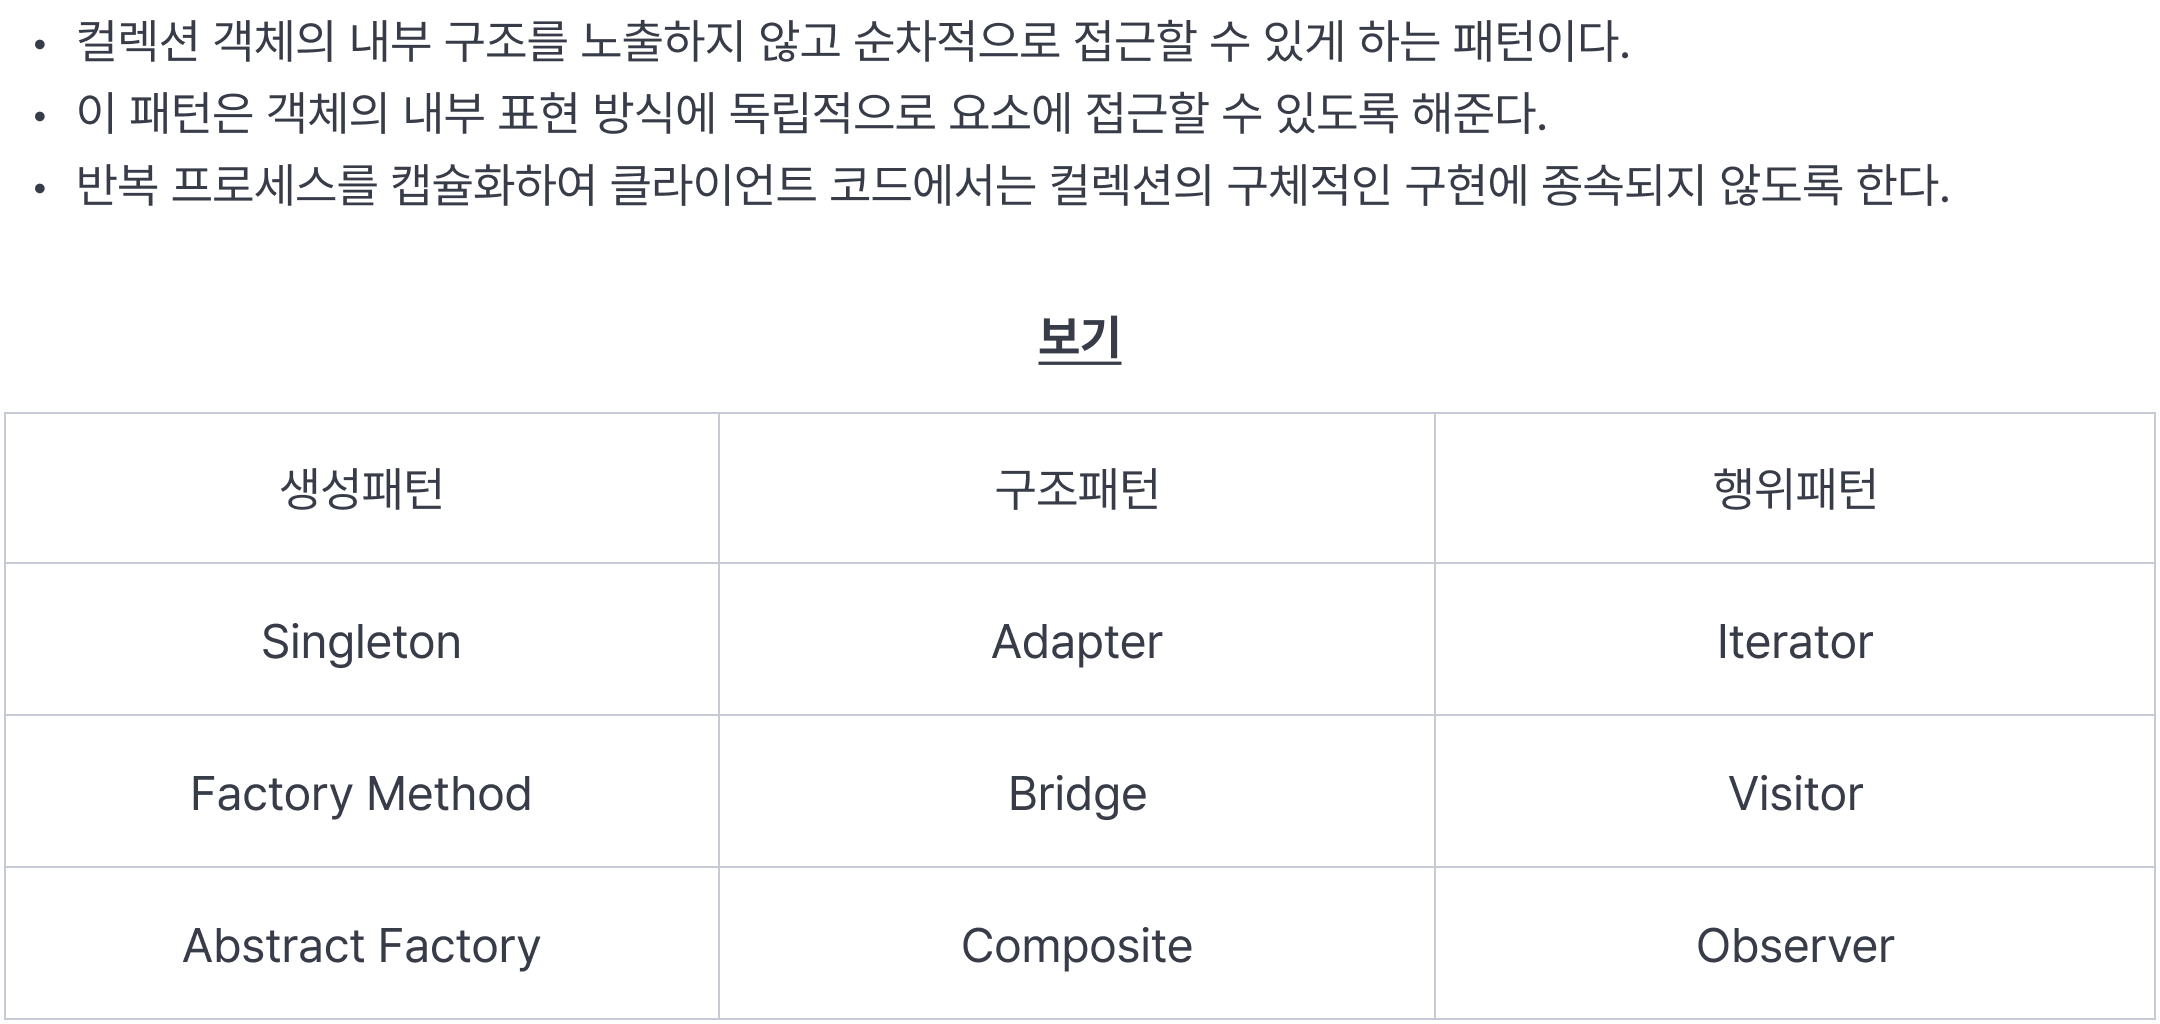 • 컬렉션 객체의 내부 구조를 노출하지 않고 순차적으로 접근할 수 있게 하는 패턴이다.
• 이 패턴은 객체의 내부 표현 방식에 독립적으로 요소에 접근할 수 있도록 해준다.
• 반복 프로세스를 캡슐화하여 클라이언트 코드에서는 컬렉션의 구체적인 구현에 종속되지 않도록 한다.
보기
생성패턴 구조패턴 행위패턴
Singleton Adapter Iterator
Factory Method Bridge Visitor
Abstract Factory Composite Observer